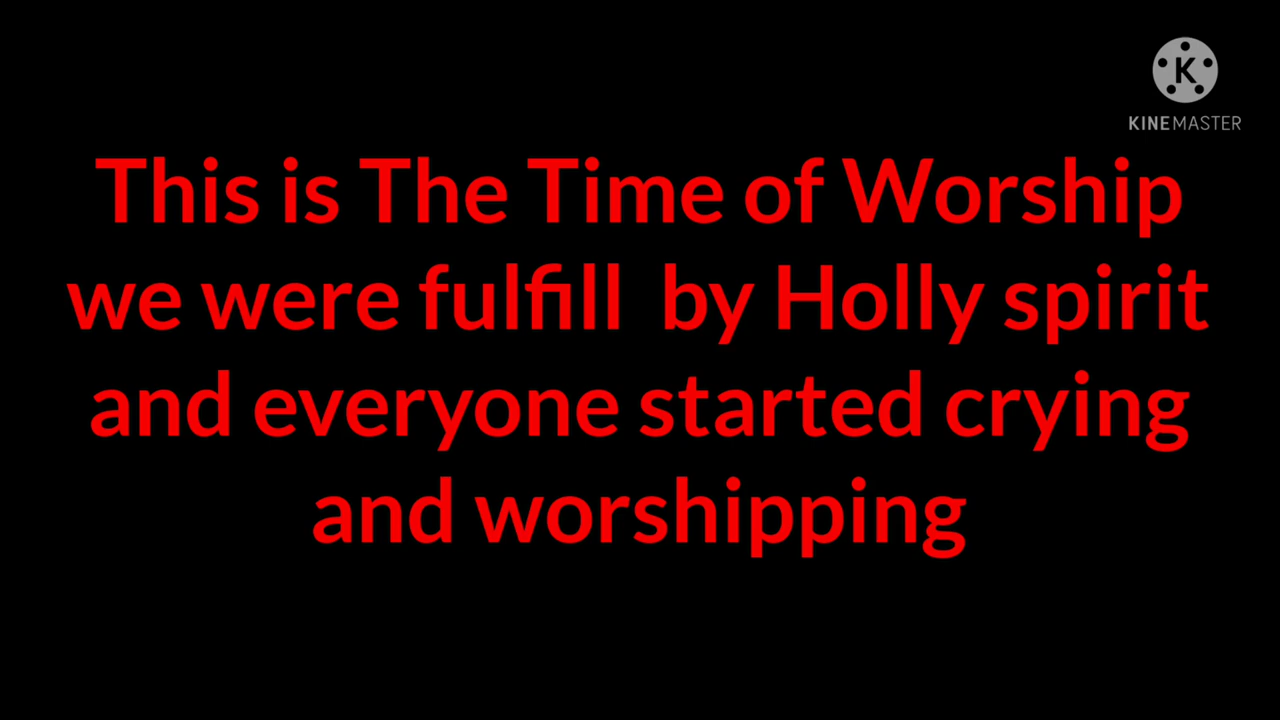 K
KINEMASTER
This is The Time of Worship
we were fulfill  by Holly spirit
and everyone started crying
and worshipping